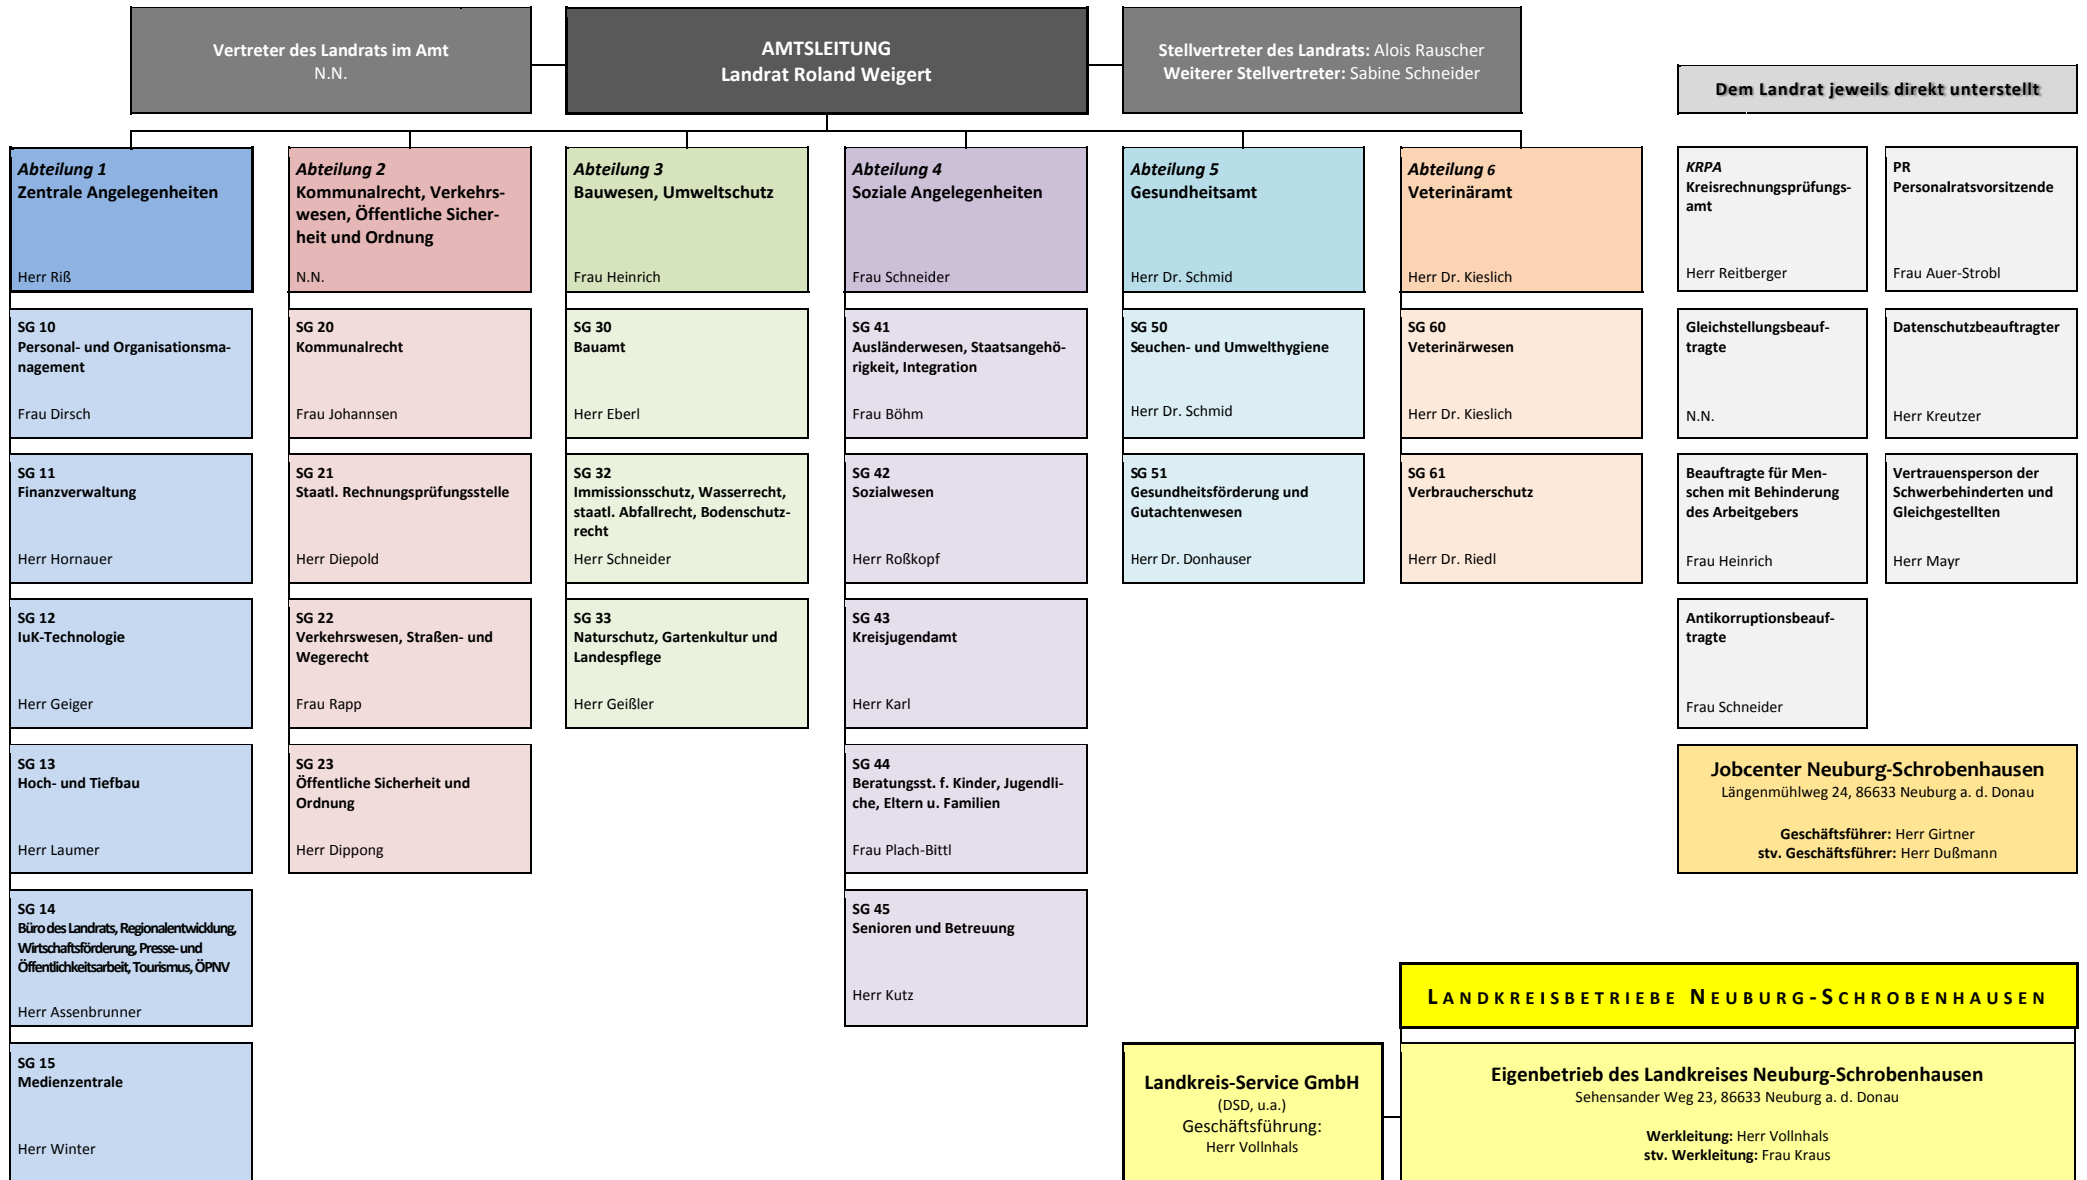 Vertreter des Landrats im Amt
N.N.
AMTSLEITUNG
Landrat Roland Weigert
Stellvertreter des Landrats: Alois Rauscher
Weiterer Stellvertreter: Sabine Schneider
Dem Landrat jeweils direkt unterstellt
Abteilung 1
Zentrale Angelegenheiten
Herr Riß
Abteilung 2
Kommunalrecht, Verkehrs-
wesen, Öffentliche Sicher-
heit und Ordnung
N.N.
Abteilung 3
Bauwesen, Umweltschutz
Frau Heinrich
Abteilung 4
Soziale Angelegenheiten
Frau Schneider
Abteilung 5
Gesundheitsamt
Herr Dr. Schmid
Abteilung 6
Veterinäramt
Herr Dr. Kieslich
KRPA
Kreisrechnungsprüfungs-
amt
Herr Reitberger
PR
Personalratsvorsitzende
Frau Auer-Strobl
SG 10
Personal- und Organisationsma-
nagement
Frau Dirsch
SG 20
Kommunalrecht
Frau Johannsen
SG 30
Bauamt
Herr Eberl
SG 41
Ausländerwesen, Staatsangehö-
rigkeit, Integration
Frau Böhm
SG 50
Seuchen- und Umwelthygiene
Herr Dr. Schmid
SG 60
Veterinärwesen
Herr Dr. Kieslich
Gleichstellungsbeauf-
tragte
N.N.
Datenschutzbeauftragter
Herr Kreutzer
SG 11
Finanzverwaltung
Herr Hornauer
SG 21
Staatl. Rechnungsprüfungsstelle
Herr Diepold
SG 32
Immissionsschutz, Wasserrecht,
staatl. Abfallrecht, Bodenschutz-
recht
Herr Schneider
SG 42
Sozialwesen
Herr Roßkopf
SG 51
Gesundheitsförderung und
Gutachtenwesen
Herr Dr. Donhauser
SG 61
Verbraucherschutz
Herr Dr. Riedl
Beauftragte für Men-
schen mit Behinderung
des Arbeitgebers
Frau Heinrich
Vertrauensperson der
Schwerbehinderten und
Gleichgestellten
Herr Mayr
SG 12
IuK-Technologie
Herr Geiger
SG 22
Verkehrswesen, Straßen- und
Wegerecht
Frau Rapp
SG 33
Naturschutz, Gartenkultur und
Landespflege
Herr Geißler
SG 43
Kreisjugendamt
Herr Karl
Antikorruptionsbeauf-
tragte
Frau Schneider
SG 13
Hoch- und Tiefbau
Herr Laumer
SG 23
Öffentliche Sicherheit und
Ordnung
Herr Dippong
SG 44
Beratungsst. f. Kinder, Jugendli-
che, Eltern u. Familien
Frau Plach-Bittl
Jobcenter Neuburg-Schrobenhausen
Längenmühlweg 24, 86633 Neuburg a. d. Donau
Geschäftsführer: Herr Girtner
stv. Geschäftsführer: Herr Dußmann
SG 14
Büro des Landrats, Regionalentwicklung,
Wirtschaftsförderung, Presse- und
Öffentlichkeitsarbeit, Tourismus, ÖPNV
Herr Assenbrunner
SG 45
Senioren und Betreuung
Herr Kutz
LANDKREISBETRIEBE NEUBURG-SCHROBENHAUSEN
SG 15
Medienzentrale
Herr Winter
Landkreis-Service GmbH
(DSD, u.a.)
Geschäftsführung:
Herr Vollnhals
Eigenbetrieb des Landkreises Neuburg-Schrobenhausen
Sehensander Weg 23, 86633 Neuburg a. d. Donau
Werkleitung: Herr Vollnhals
stv. Werkleitung: Frau Kraus